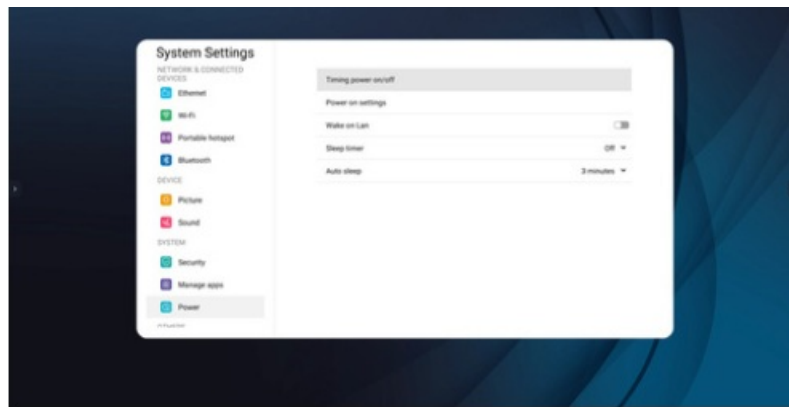 System Settings
NETWORK & CONNECTED
DEVICES
Ethernet
Wi-Fi
Portable hotspot
Bluetooth
DEVICE
Picture
Sound
SYSTEM
Security
Manage apps
Power
Timing power on/off
Power on settings
Wake on Lan
Sleep timer Off
Auto sleep 3 minutes